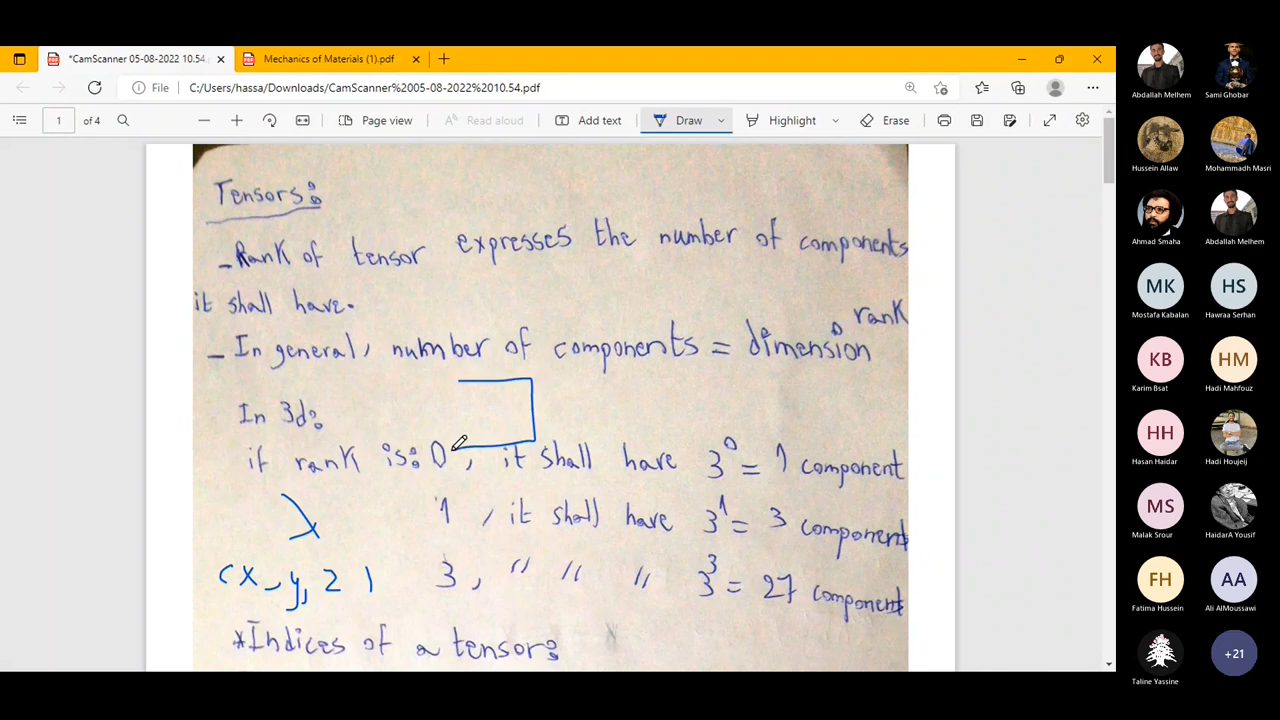 *CamScanner 05-08-2022 10.54.
Mechanics of Materials (1).pdf
File
C:/Users/hassa/Downloads/CamScanner%2005-08-2022%2010.54.pdf
1 of 4
Page view
Read aloud
Add text
Draw
Highlight
Erase
Tensors:
- Rank of tensor expresses the number of components
it shall have.
- In general, number of components = dimension^rank
In 3d:
if rank is: 0, it shall have 3^0 = 1 component
1, it shall have 3^1 = 3 component
(x, y, z)
3, " " " 3^3 = 27 component
*Indices of a tensor:
Abdallah Melhem
Sami Ghobar
Hussein Allaw
Mohammadh Masri
Ahmad Smaha
Abdallah Melhem
MK
HS
Mostafa Kabalan
Hawraa Serhan
KB
HM
Karim Bsat
Hadi Mahfouz
HH
Hasan Haidar
Hadi Houjeij
MS
Malak Srour
HaidarA Yousif
FH
AA
Fatima Hussein
Ali AlMoussawi
+21
Taline Yassine